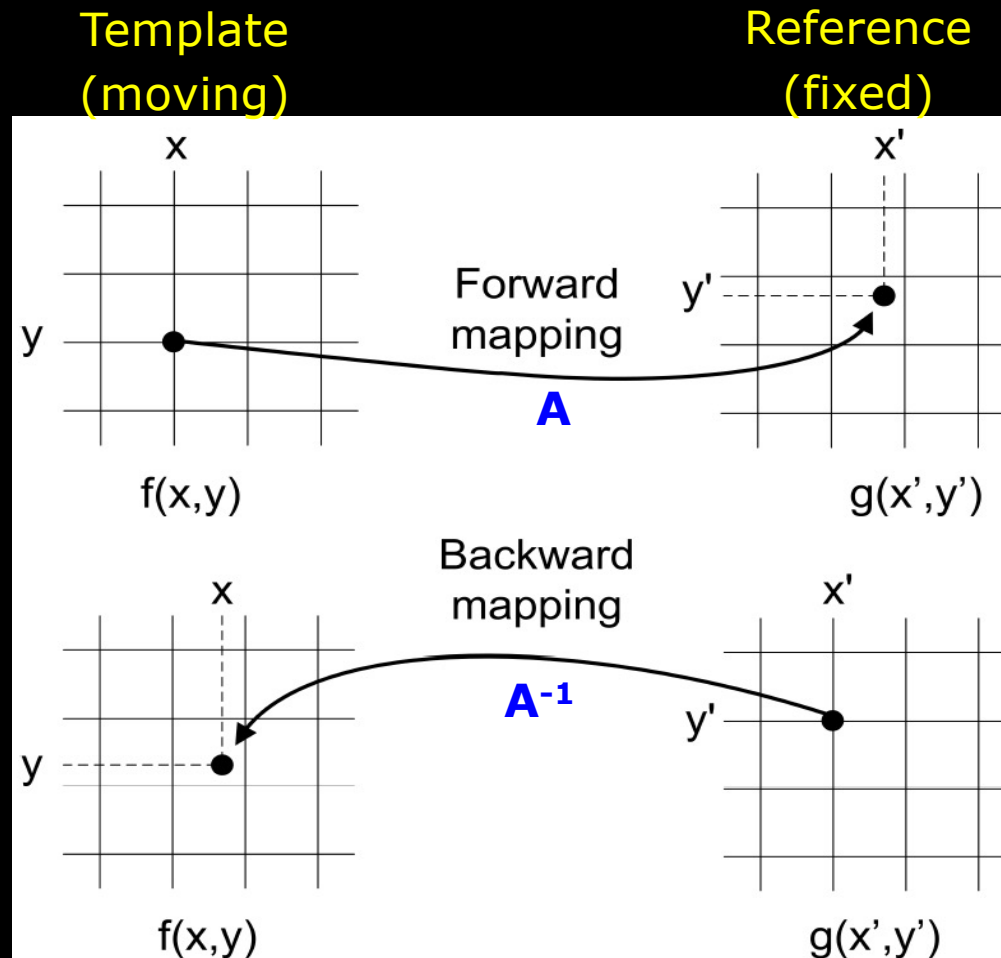 Template
(moving)
Reference
(fixed)
x
x'
y
Forward
mapping
y'
A
f(x,y)
g(x’,y’)
Backward
mapping
x
x'
A⁻¹
y'
y
f(x,y)
g(x’,y’)